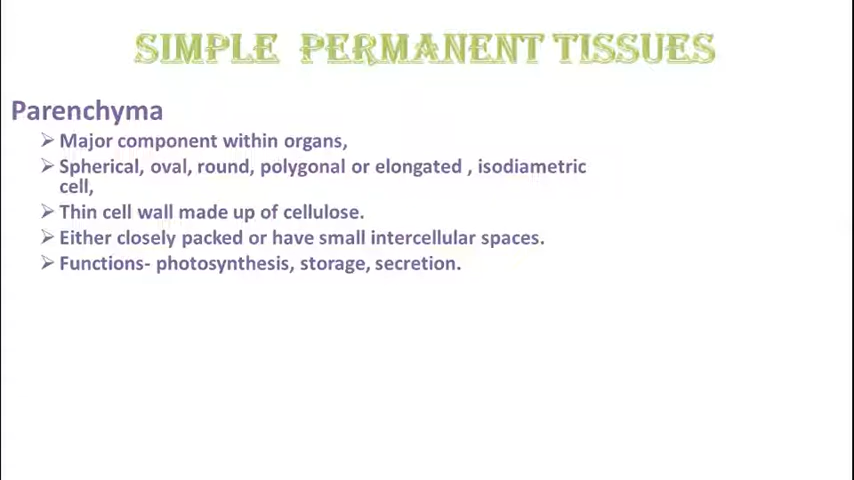 SIMPLE PERMANENT TISSUES
Parenchyma
➢ Major component within organs,
➢ Spherical, oval, round, polygonal or elongated , isodiametric
cell,
➢ Thin cell wall made up of cellulose.
➢ Either closely packed or have small intercellular spaces.
➢ Functions- photosynthesis, storage, secretion.